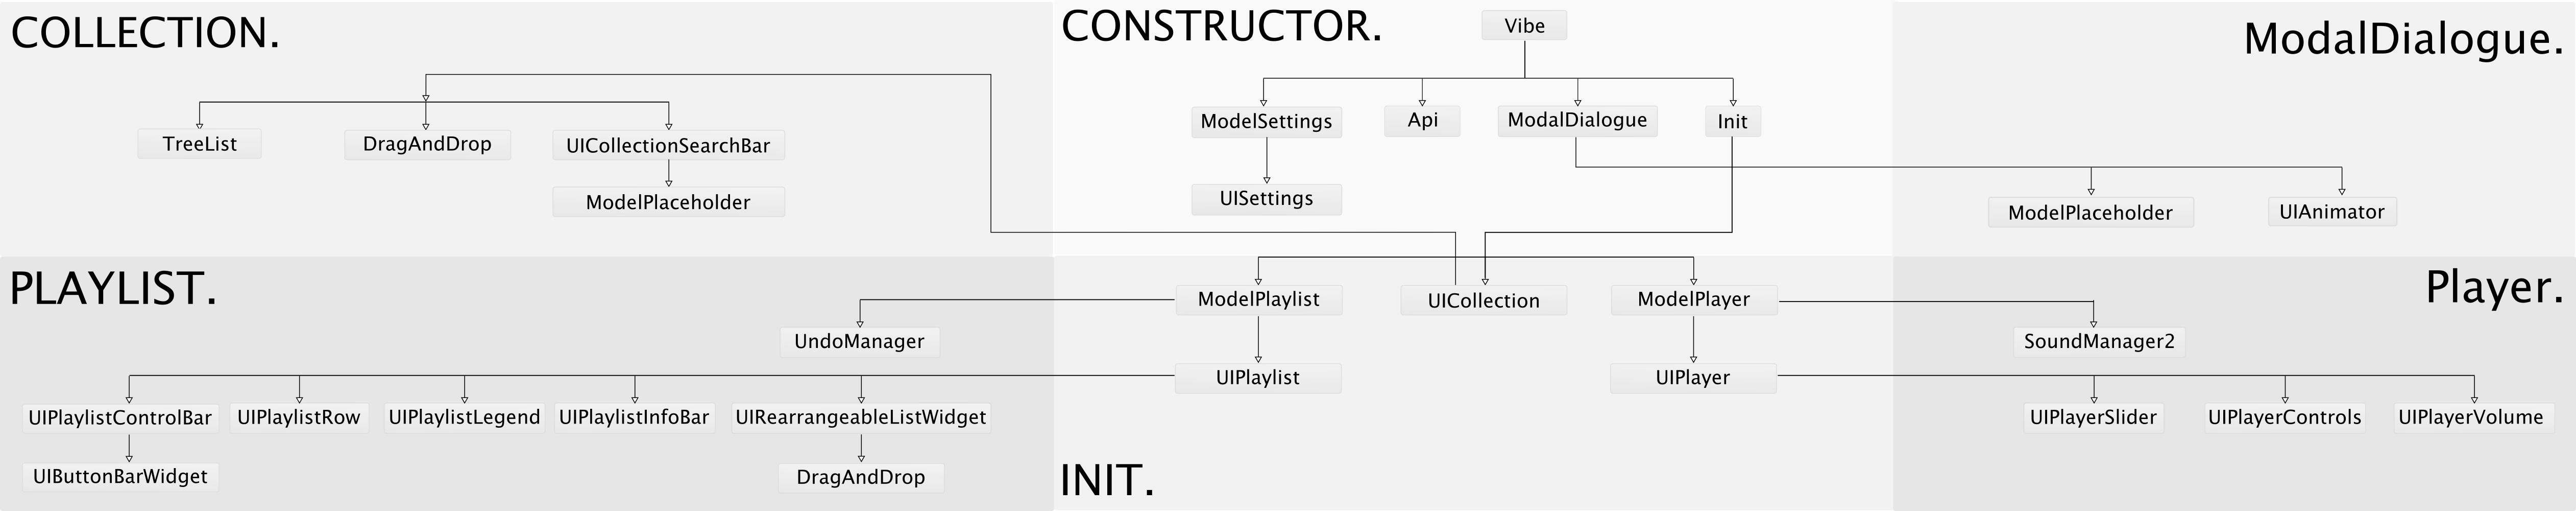 COLLECTION.
TreeList
DragAndDrop
UICollectionSearchBar
ModelPlaceholder
CONSTRUCTOR.
Vibe
ModelSettings
Api
ModalDialogue
Init
UISettings
ModalDialogue.
ModelPlaceholder
UIAnimator
PLAYLIST.
UndoManager
UIPlaylistControlBar
UIPlaylistRow
UIPlaylistLegend
UIPlaylistInfoBar
UIRearrangeableListWidget
UIButtonBarWidget
DragAndDrop
ModelPlaylist
UICollection
ModelPlayer
UIPlaylist
UIPlayer
INIT.
Player.
SoundManager2
UIPlayerSlider
UIPlayerControls
UIPlayerVolume